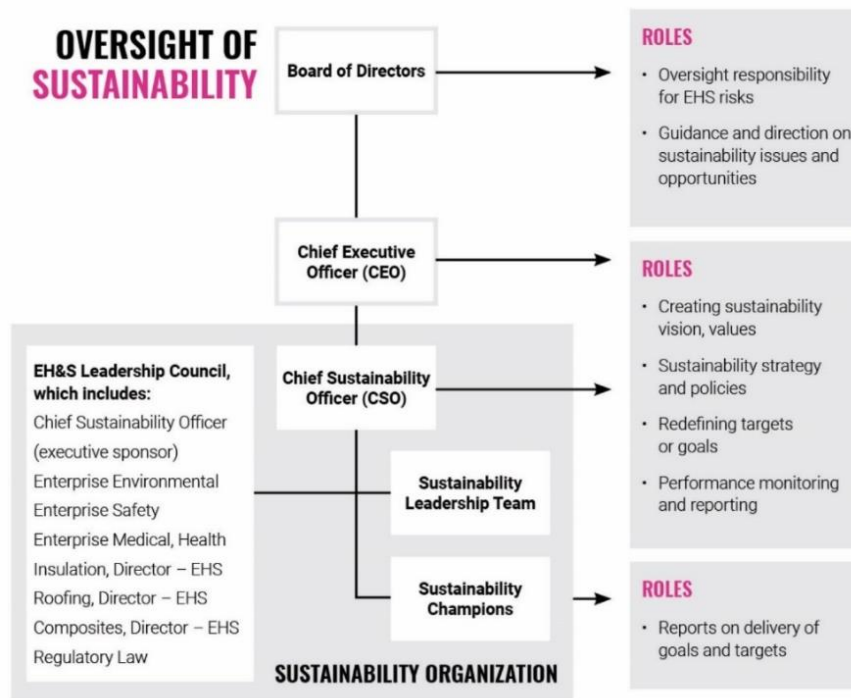 OVERSIGHT OF
SUSTAINABILITY
Board of Directors
ROLES
• Oversight responsibility
for EHS risks
• Guidance and direction on
sustainability issues and
opportunities
Chief Executive
Officer (CEO)
ROLES
• Creating sustainability
vision, values
• Sustainability strategy
and policies
• Redefining targets
or goals
• Performance monitoring
and reporting
EH&S Leadership Council,
which includes:
Chief Sustainability Officer
(executive sponsor)
Enterprise Environmental
Enterprise Safety
Enterprise Medical, Health
Insulation, Director – EHS
Roofing, Director – EHS
Composites, Director – EHS
Regulatory Law
Chief Sustainability
Officer (CSO)
Sustainability
Leadership Team
Sustainability
Champions
ROLES
• Reports on delivery of
goals and targets
SUSTAINABILITY ORGANIZATION